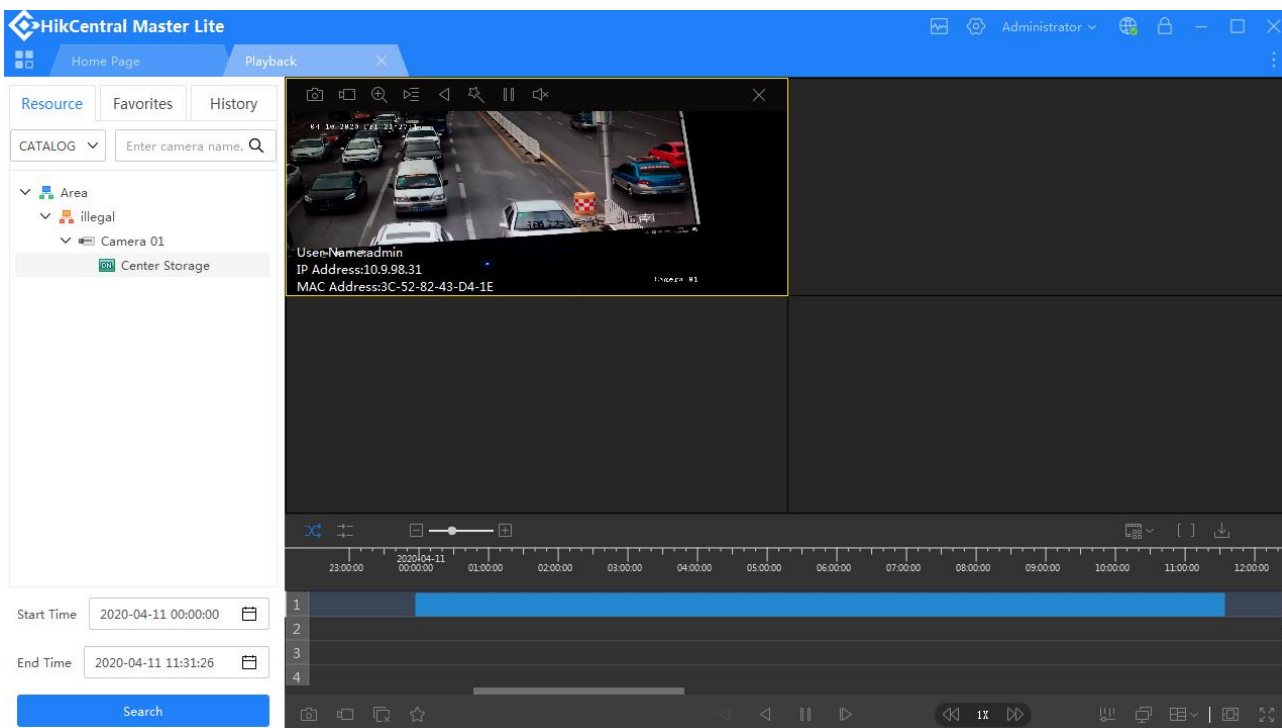 HikCentral Master Lite
Administrator
Home Page
Playback
Resource
Favorites
History
CATALOG
Enter camera name.
Area
illegal
Camera 01
Center Storage
User-Name:admin
IP Address:10.9.98.31
MAC Address:3C-52-82-43-D4-1E
Camera 01
2020-04-11
23:00:00 00:00:00 01:00:00 02:00:00 03:00:00 04:00:00 05:00:00 06:00:00 07:00:00 08:00:00 09:00:00 10:00:00 11:00:00 12:00:00
1
2
3
4
Start Time 2020-04-11 00:00:00
End Time 2020-04-11 11:31:26
Search
1X